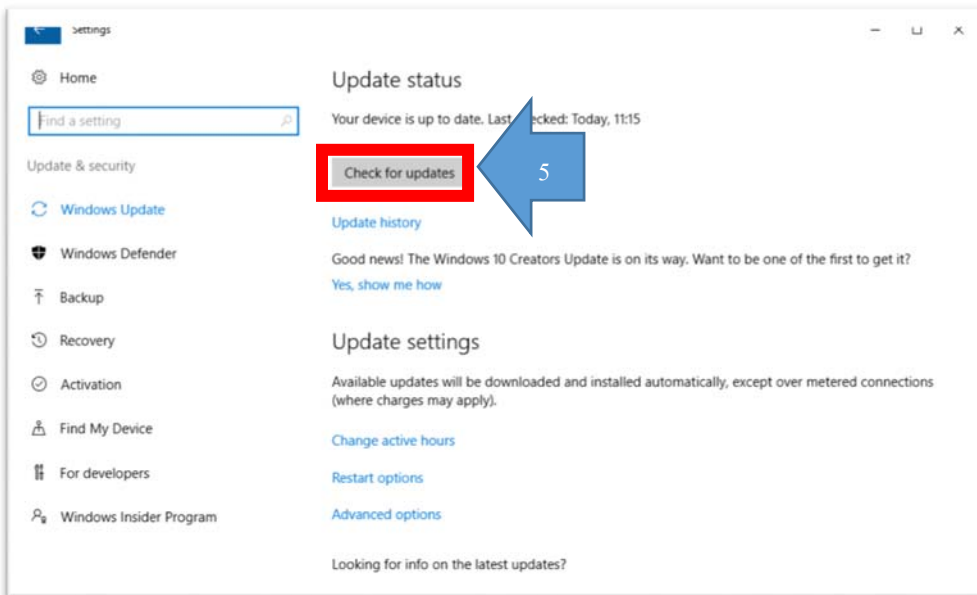 Settings
Home
Find a setting
Update & security
Windows Update
Windows Defender
Backup
Recovery
Activation
Find My Device
For developers
Windows Insider Program
Update status
Your device is up to date. Last ecked: Today, 11:15
Check for updates
5
Update history
Good news! The Windows 10 Creators Update is on its way. Want to be one of the first to get it?
Yes, show me how
Update settings
Available updates will be downloaded and installed automatically, except over metered connections
(where charges may apply).
Change active hours
Restart options
Advanced options
Looking for info on the latest updates?